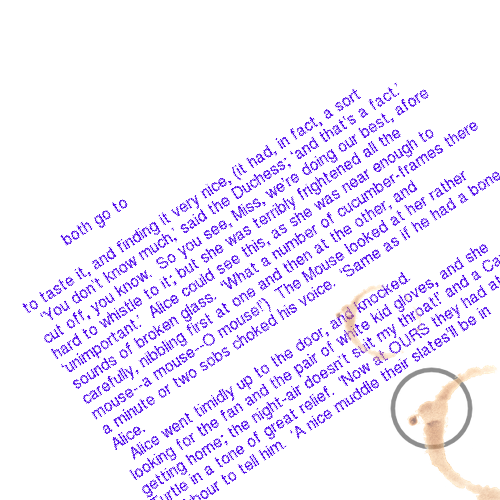 both go to
to taste it, and finding it very nice, (it had, in fact, a sort
'You don't know much,' said the Duchess; 'and that's a fact.'
cut off, you know. So you see, Miss, we're doing our best, afore
hard to whistle to it; but she was terribly frightened all the
'unimportant.' Alice could see this, as she was near enough to
sounds of broken glass. 'What a number of cucumber-frames there
carefully, nibbling first at one and then at the other, and
mouse--a mouse--O mouse!') The Mouse looked at her rather
a minute or two sobs choked his voice. 'Same as if he had a bone
Alice.
Alice went timidly up to the door, and knocked.
looking for the fan and the pair of white kid gloves, and she
getting home; the night-air doesn't suit my throat!' and a
Turtle in a tone of great relief. 'Now at OURS they had at
hour to tell him. 'A nice muddle their slates'll be in